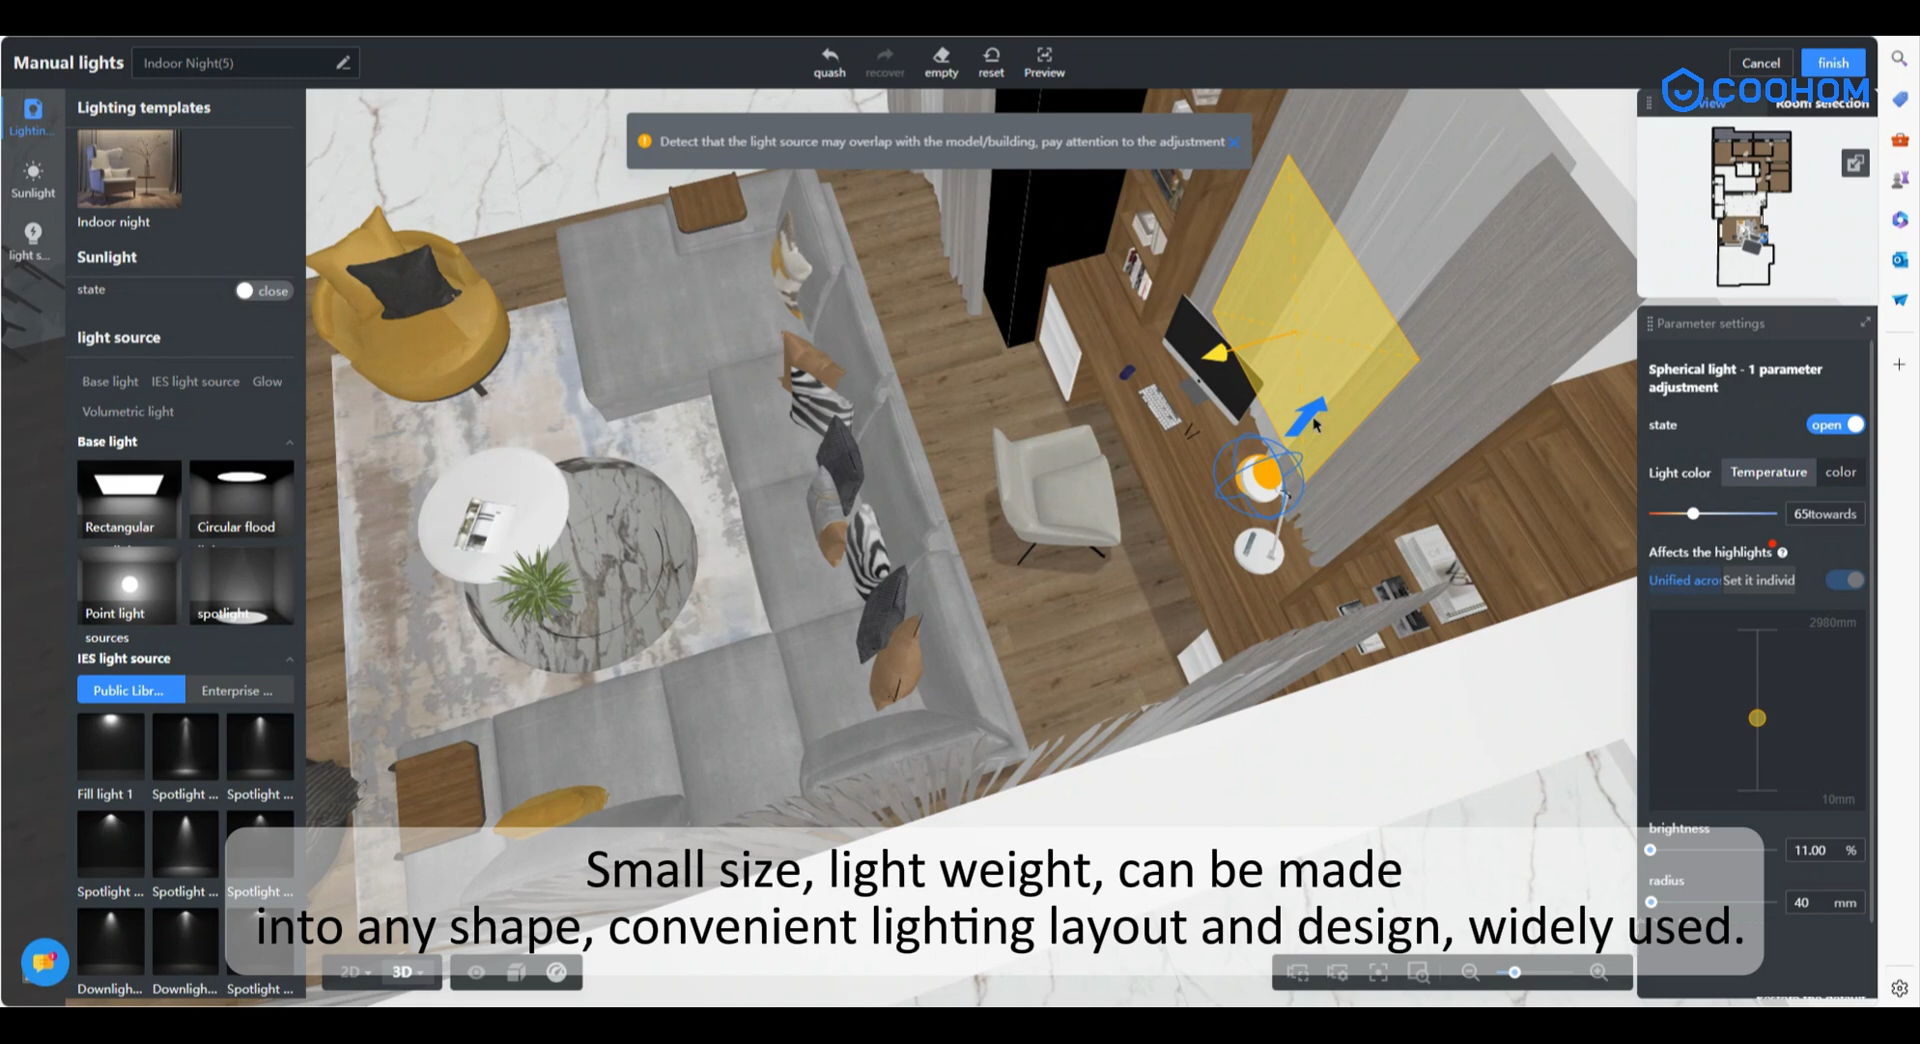 Manual lights
Indoor Night(5)
quash
recover
empty
reset
Preview
Cancel
finish
COOHOM
Lightin...
Sunlight
light s...
Lighting templates
Indoor night
Sunlight
state
close
light source
Base light IES light source Glow
Volumetric light
Base light
Rectangular
Circular flood
Point light
sources
spotlight
IES light source
Public Libr...
Enterprise ...
Fill light 1
Spotlight ...
Spotlight ...
Spotlight ...
Spotlight ...
Spotlight ...
Downligh...
Downligh...
Spotlight ...
Detect that the light source may overlap with the model/building, pay attention to the adjustment
view
Room selection
Parameter settings
Spherical light - 1 parameter
adjustment
state
open
Light color
Temperature
color
Affects the highlights
Unified acro
Set it individ
2980mm
10mm
brightness
11.00 %
radius
40 mm
Small size, light weight, can be made
into any shape, convenient lighting layout and design, widely used.
2D
3D